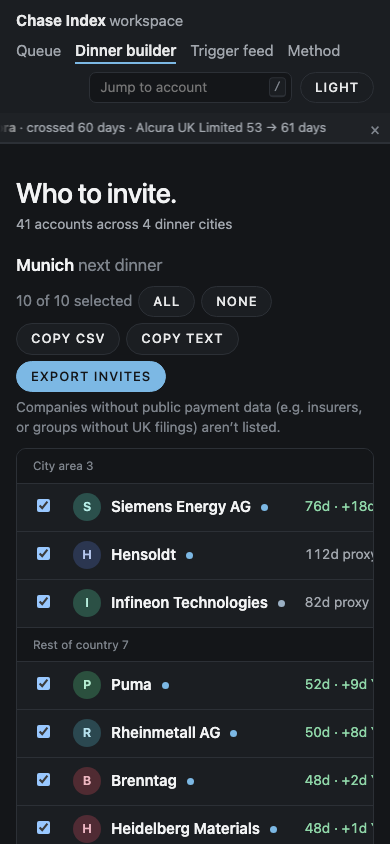 Chase Index workspace
Queue Dinner builder Trigger feed Method
Jump to account / LIGHT
· crossed 60 days · Alcura UK Limited 53 → 61 days ×
Who to invite.
41 accounts across 4 dinner cities
Munich next dinner
10 of 10 selected ALL NONE
COPY CSV COPY TEXT
EXPORT INVITES
Companies without public payment data (e.g. insurers,
or groups without UK filings) aren’t listed.
City area 3
S Siemens Energy AG 76d · +18d
H Hensoldt 112d proxy
I Infineon Technologies 82d proxy
Rest of country 7
P Puma 52d · +9d
R Rheinmetall AG 50d · +8d
B Brenntag 48d · +2d
H Heidelberg Materials 48d · +1d